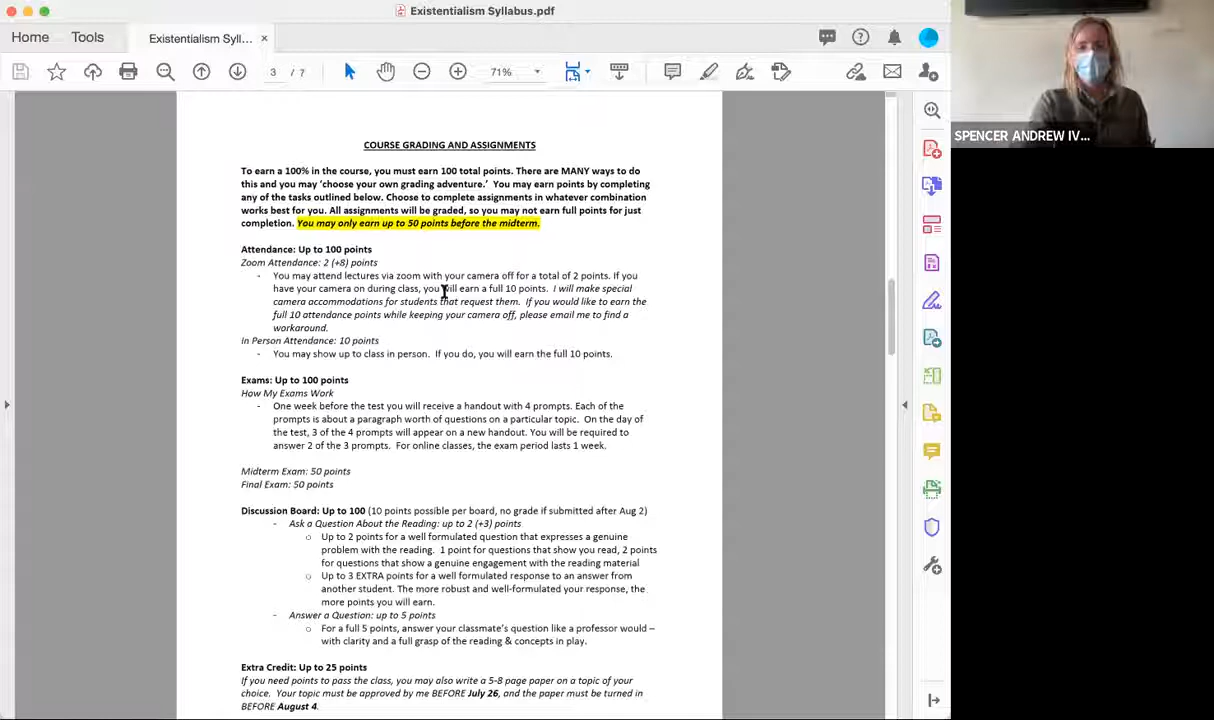 Existentialism Syllabus.pdf
Home
Tools
Existentialism Syll...
3 / 7
71%
SPENCER ANDREW IV...
COURSE GRADING AND ASSIGNMENTS
To earn a 100% in the course, you must earn 100 total points. There are MANY ways to do
this and you may ‘choose your own grading adventure.’ You may earn points by completing
any of the tasks outlined below. Choose to complete assignments in whatever combination
works best for you. All assignments will be graded, so you may not earn full points for just
completion. You may only earn up to 50 points before the midterm.
Attendance: Up to 100 points
Zoom Attendance: 2 (+8) points
- You may attend lectures via zoom with your camera off for a total of 2 points. If you
have your camera on during class, you will earn a full 10 points. I will make special
camera accommodations for students that request them. If you would like to earn the
full 10 attendance points while keeping your camera off, please email me to find a
workaround.
In Person Attendance: 10 points
- You may show up to class in person. If you do, you will earn the full 10 points.
Exams: Up to 100 points
How My Exams Work
- One week before the test you will receive a handout with 4 prompts. Each of the
prompts is about a paragraph worth of questions on a particular topic. On the day of
the test, 3 of the 4 prompts will appear on a new handout. You will be required to
answer 2 of the 3 prompts. For online classes, the exam period lasts 1 week.
Midterm Exam: 50 points
Final Exam: 50 points
Discussion Board: Up to 100 (10 points possible per board, no grade if submitted after Aug 2)
- Ask a Question About the Reading: up to 2 (+3) points
o Up to 2 points for a well formulated question that expresses a genuine
problem with the reading. 1 point for questions that show you read, 2 points
for questions that show a genuine engagement with the reading material
o Up to 3 EXTRA points for a well formulated response to an answer from
another student. The more robust and well-formulated your response, the
more points you will earn.
- Answer a Question: up to 5 points
o For a full 5 points, answer your classmate’s question like a professor would –
with clarity and a full grasp of the reading & concepts in play.
Extra Credit: Up to 25 points
If you need points to pass the class, you may also write a 5-8 page paper on a topic of your
choice. Your topic must be approved by me BEFORE July 26, and the paper must be turned in
BEFORE August 4.